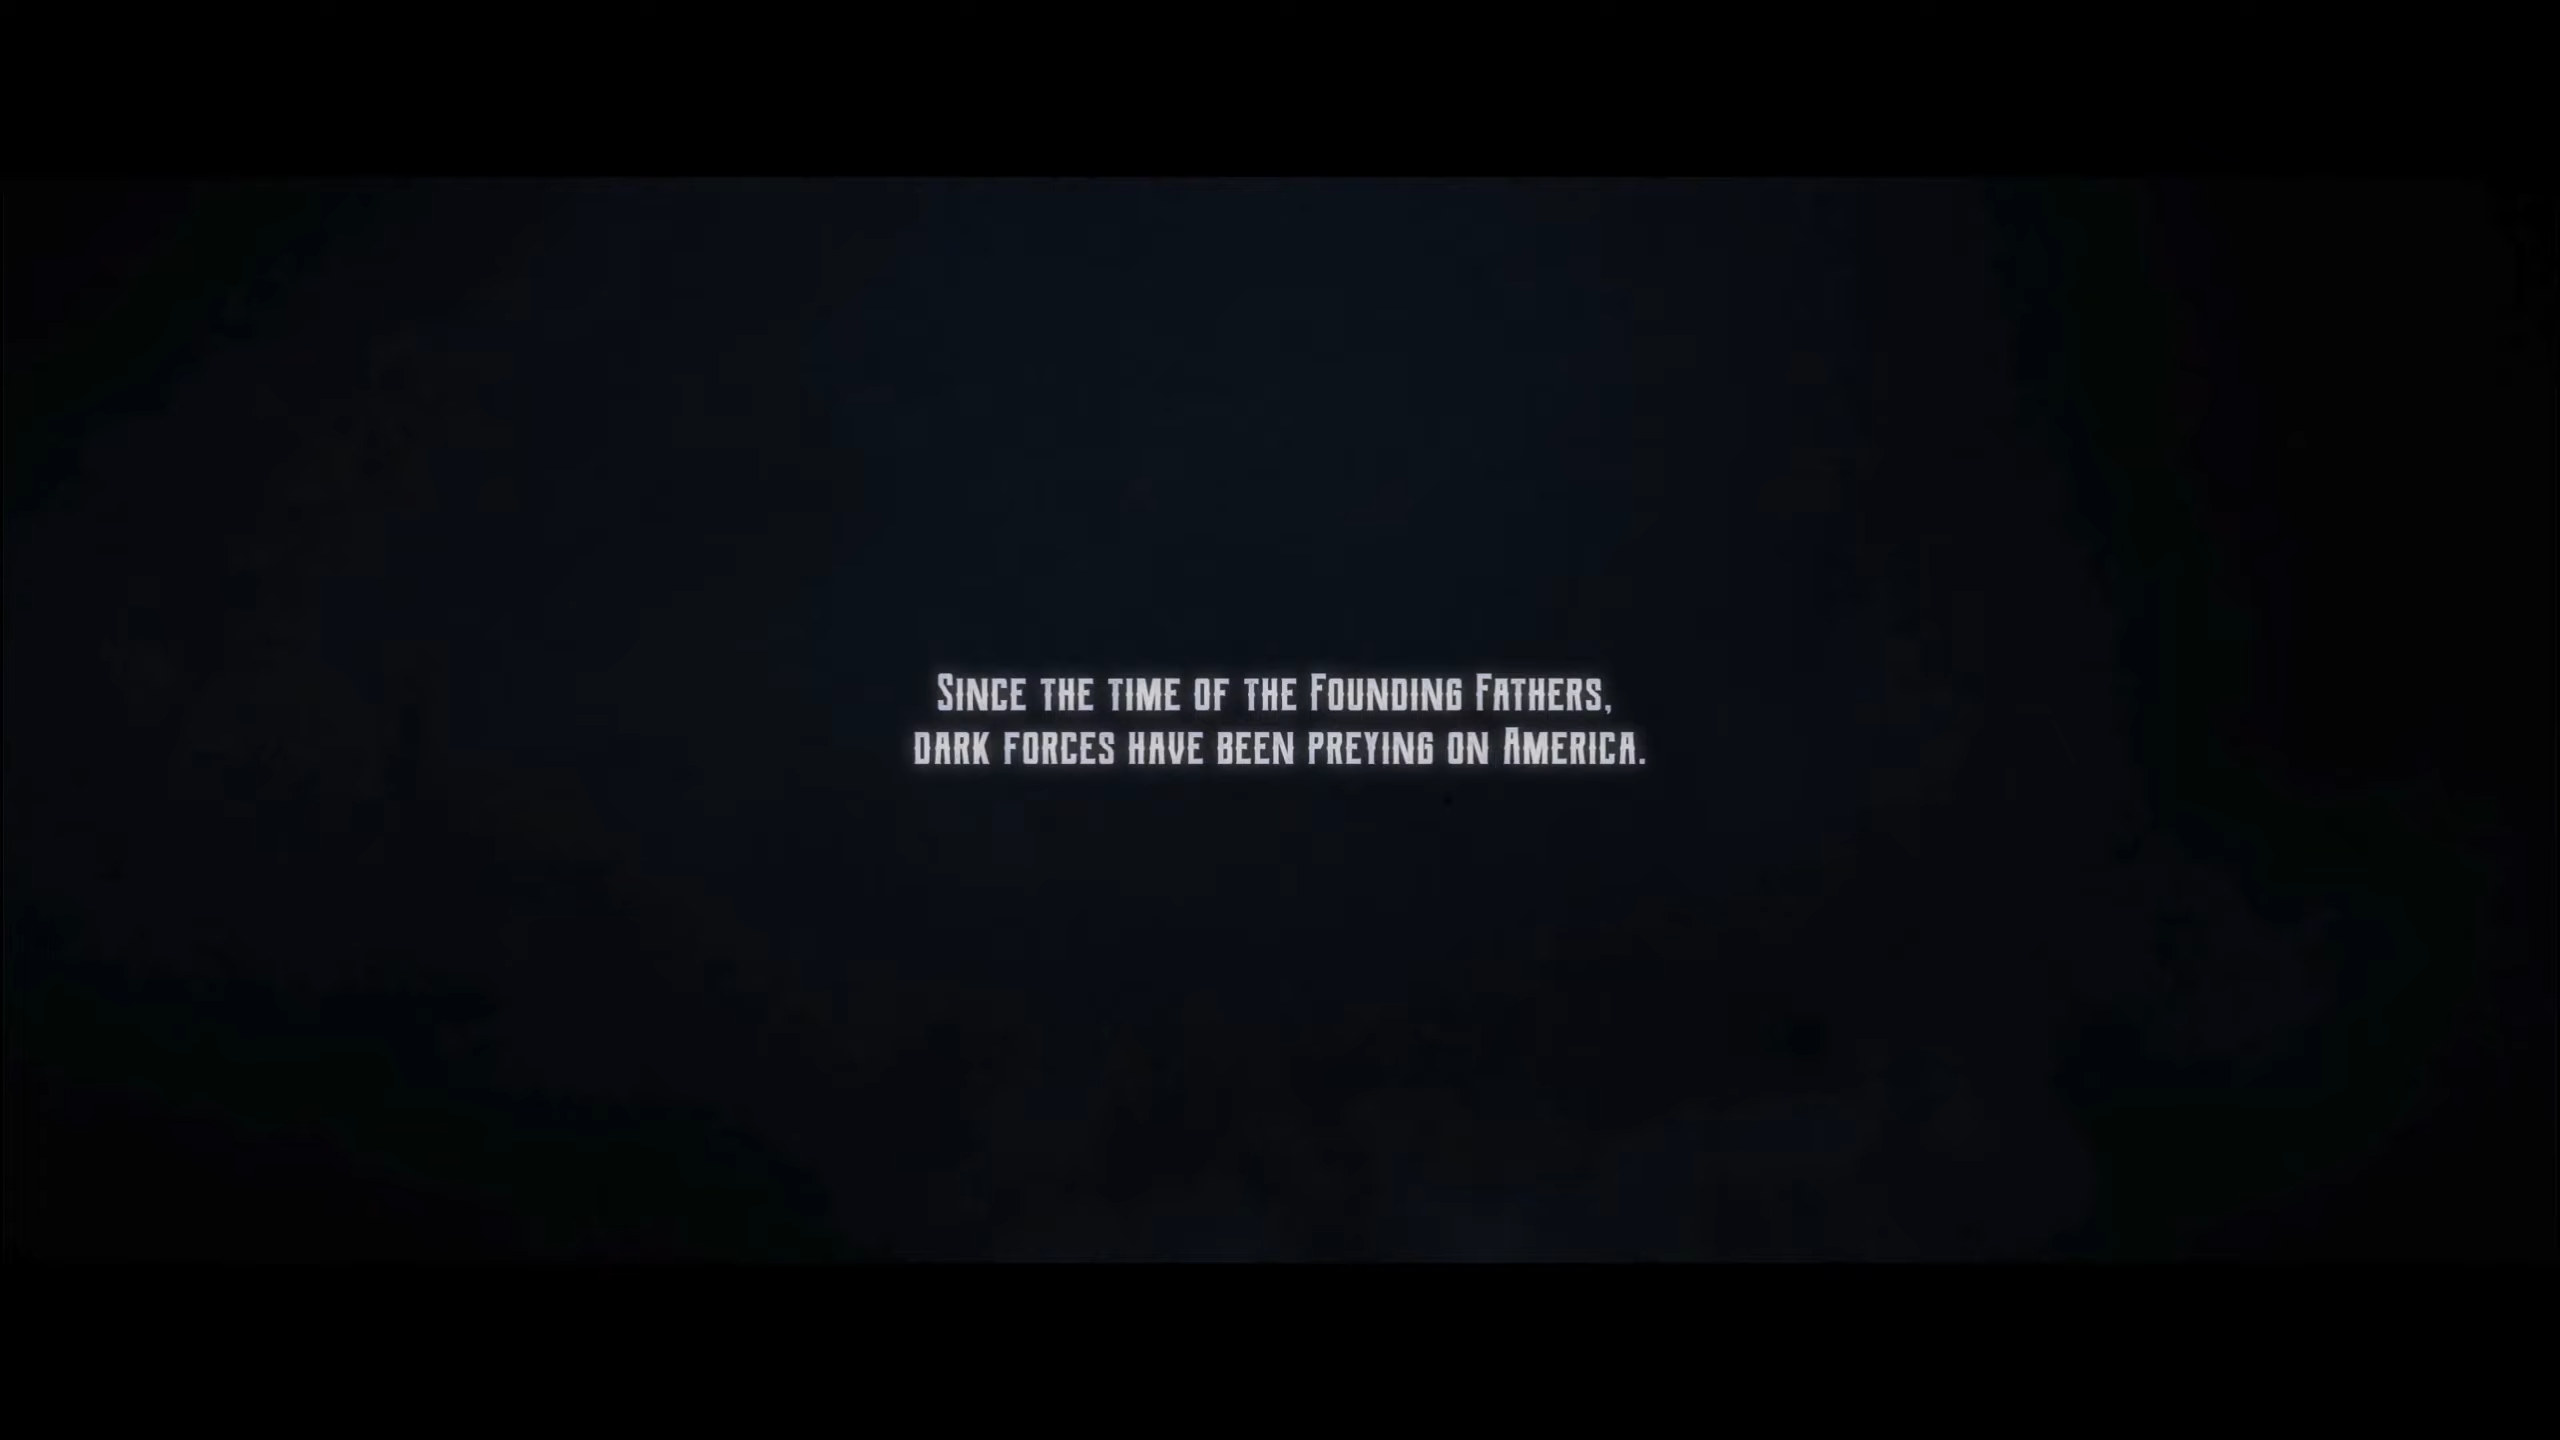 Since the time of the Founding Fathers,
dark forces have been preying on America.